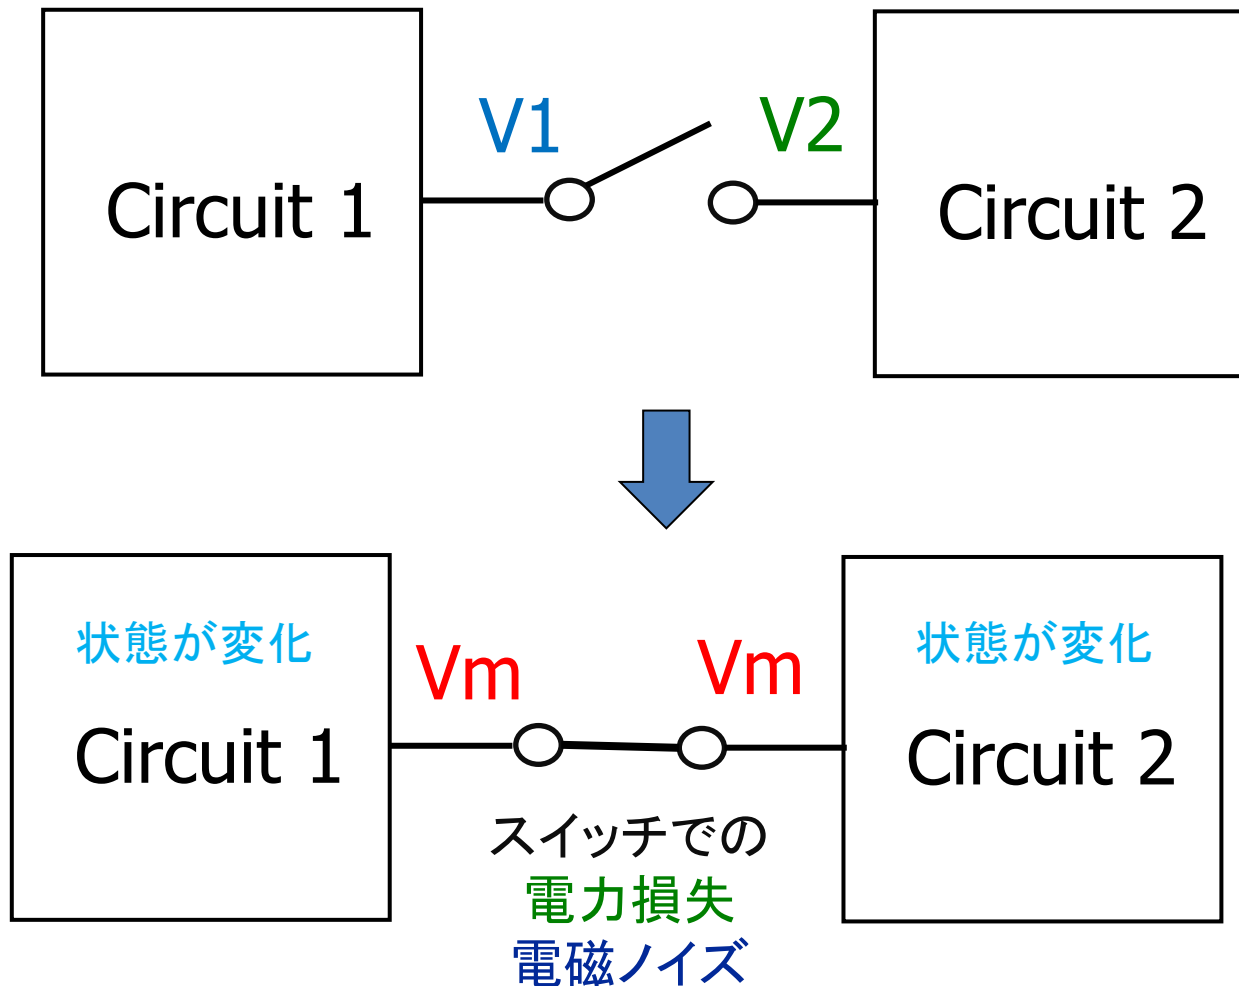 V1
V2
Circuit 1
Circuit 2
状態が変化
状態が変化
Vm
Vm
Circuit 1
Circuit 2
スイッチでの
電力損失
電磁ノイズ